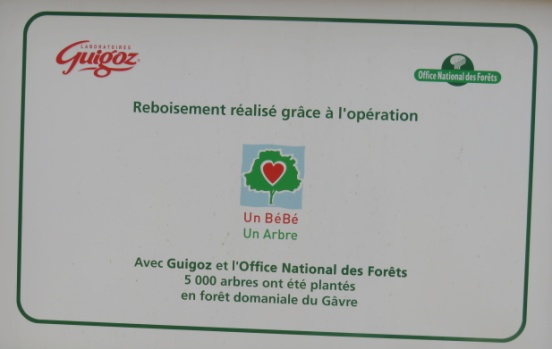 LABORATOIRES
Guigoz
Office National des Forêts
Reboisement réalisé grâce à l'opération
Un BéBé
Un Arbre
Avec Guigoz et l'Office National des Forêts
5 000 arbres ont été plantés
en forêt domaniale du Gâvre